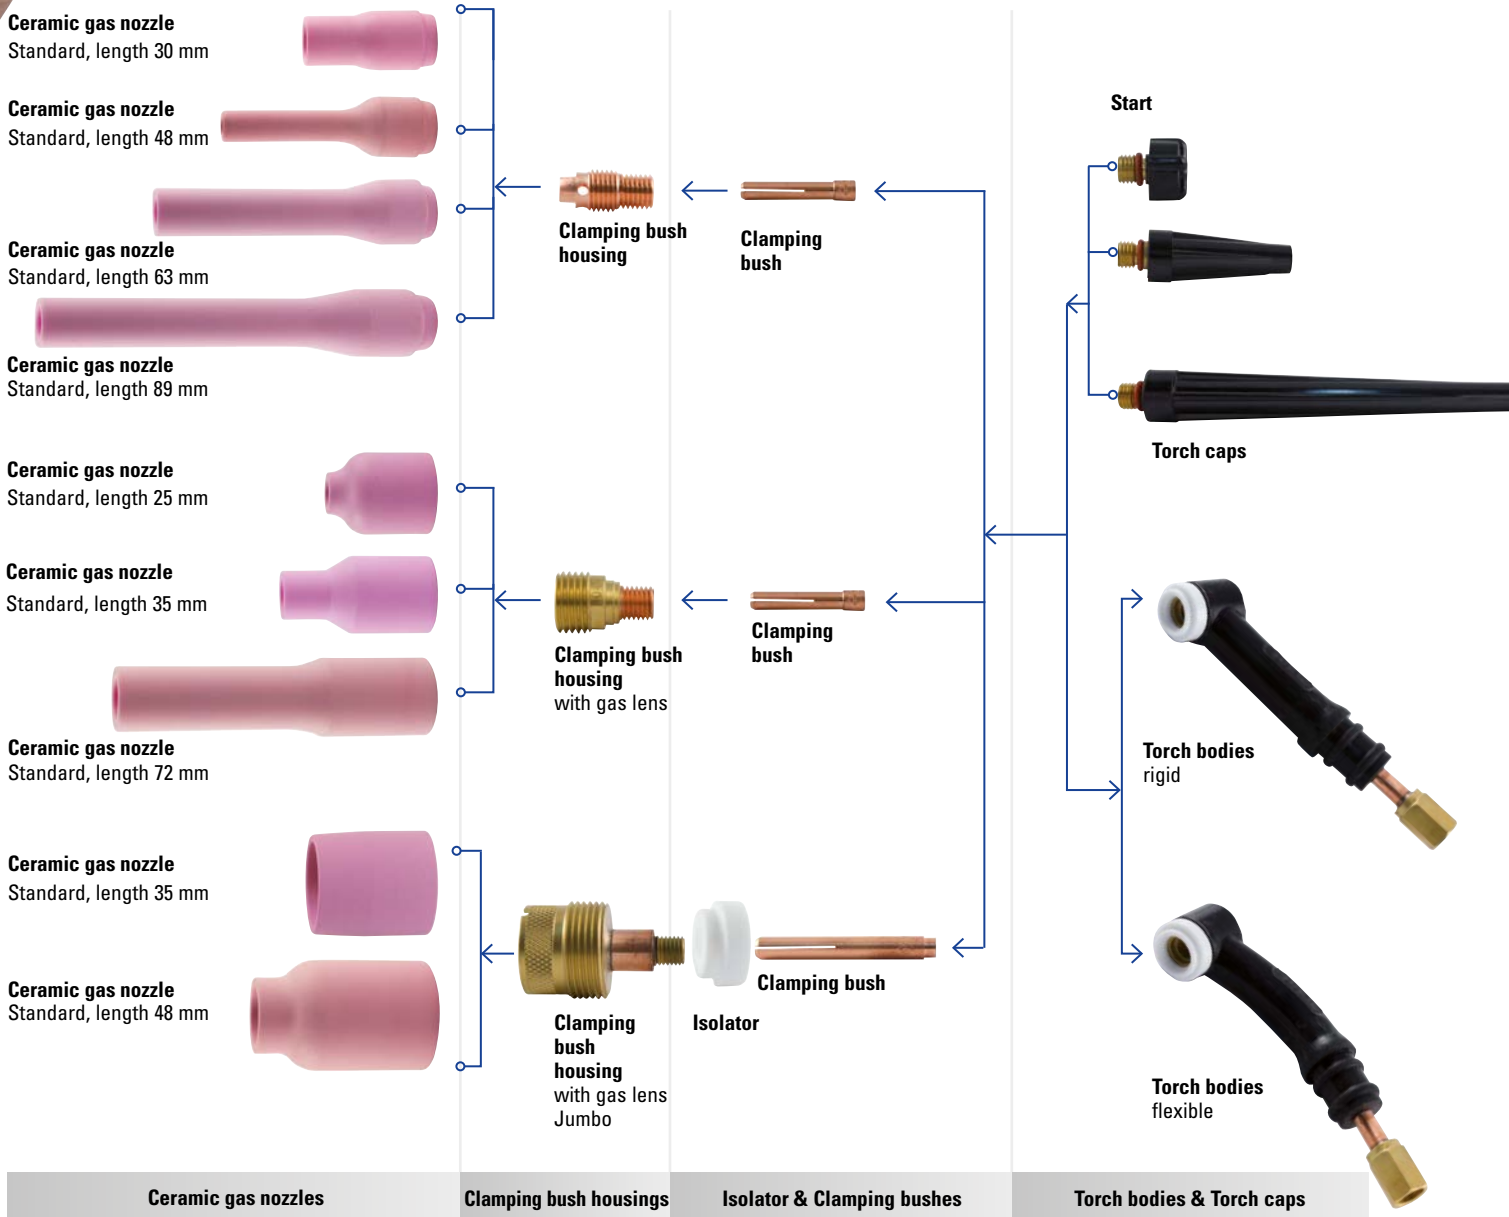 Ceramic gas nozzle
Standard, length 30 mm
Ceramic gas nozzle
Standard, length 48 mm
Ceramic gas nozzle
Standard, length 63 mm
Ceramic gas nozzle
Standard, length 89 mm
Clamping bush
housing
Clamping
bush
Start
Torch caps
Ceramic gas nozzle
Standard, length 25 mm
Ceramic gas nozzle
Standard, length 35 mm
Ceramic gas nozzle
Standard, length 72 mm
Clamping bush
housing
with gas lens
Clamping
bush
Torch bodies
rigid
Ceramic gas nozzle
Standard, length 35 mm
Ceramic gas nozzle
Standard, length 48 mm
Clamping
bush
housing
with gas lens
Jumbo
Isolator
Clamping bush
Torch bodies
flexible
Ceramic gas nozzles
Clamping bush housings
Isolator & Clamping bushes
Torch bodies & Torch caps